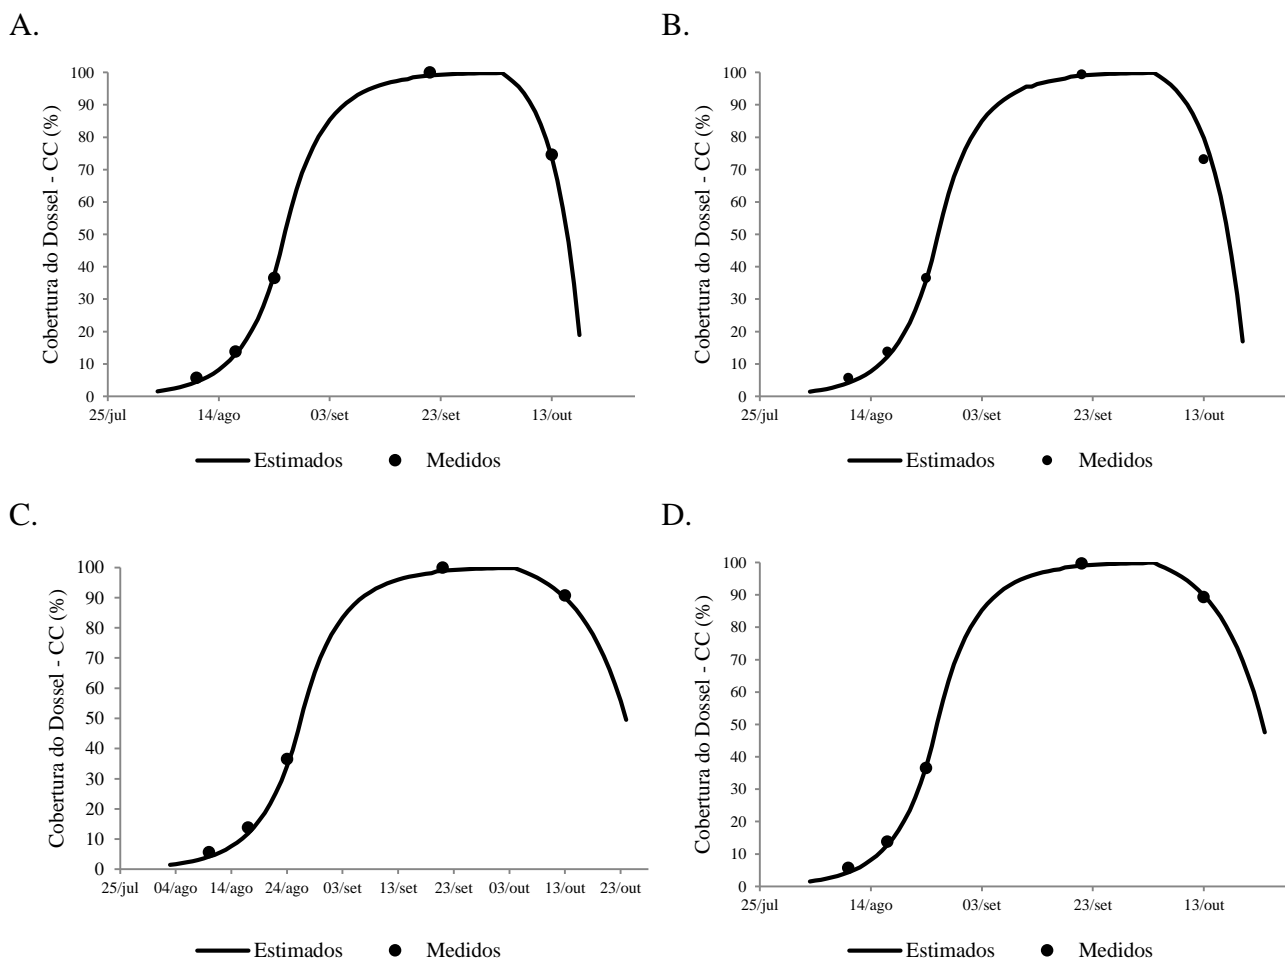 A.
Cobertura do Dossel - CC (%)
100
90
80
70
60
50
40
30
20
10
0
25/jul 14/ago 03/set 23/set 13/out
Estimados Medidos
B.
Cobertura do Dossel - CC (%)
100
90
80
70
60
50
40
30
20
10
0
25/jul 14/ago 03/set 23/set 13/out
Estimados Medidos
C.
Cobertura do Dossel - CC (%)
100
90
80
70
60
50
40
30
20
10
0
25/jul 04/ago 14/ago 24/ago 03/set 13/set 23/set 03/out 13/out 23/out
Estimados Medidos
D.
Cobertura do Dossel - CC (%)
100
90
80
70
60
50
40
30
20
10
0
25/jul 14/ago 03/set 23/set 13/out
Estimados Medidos